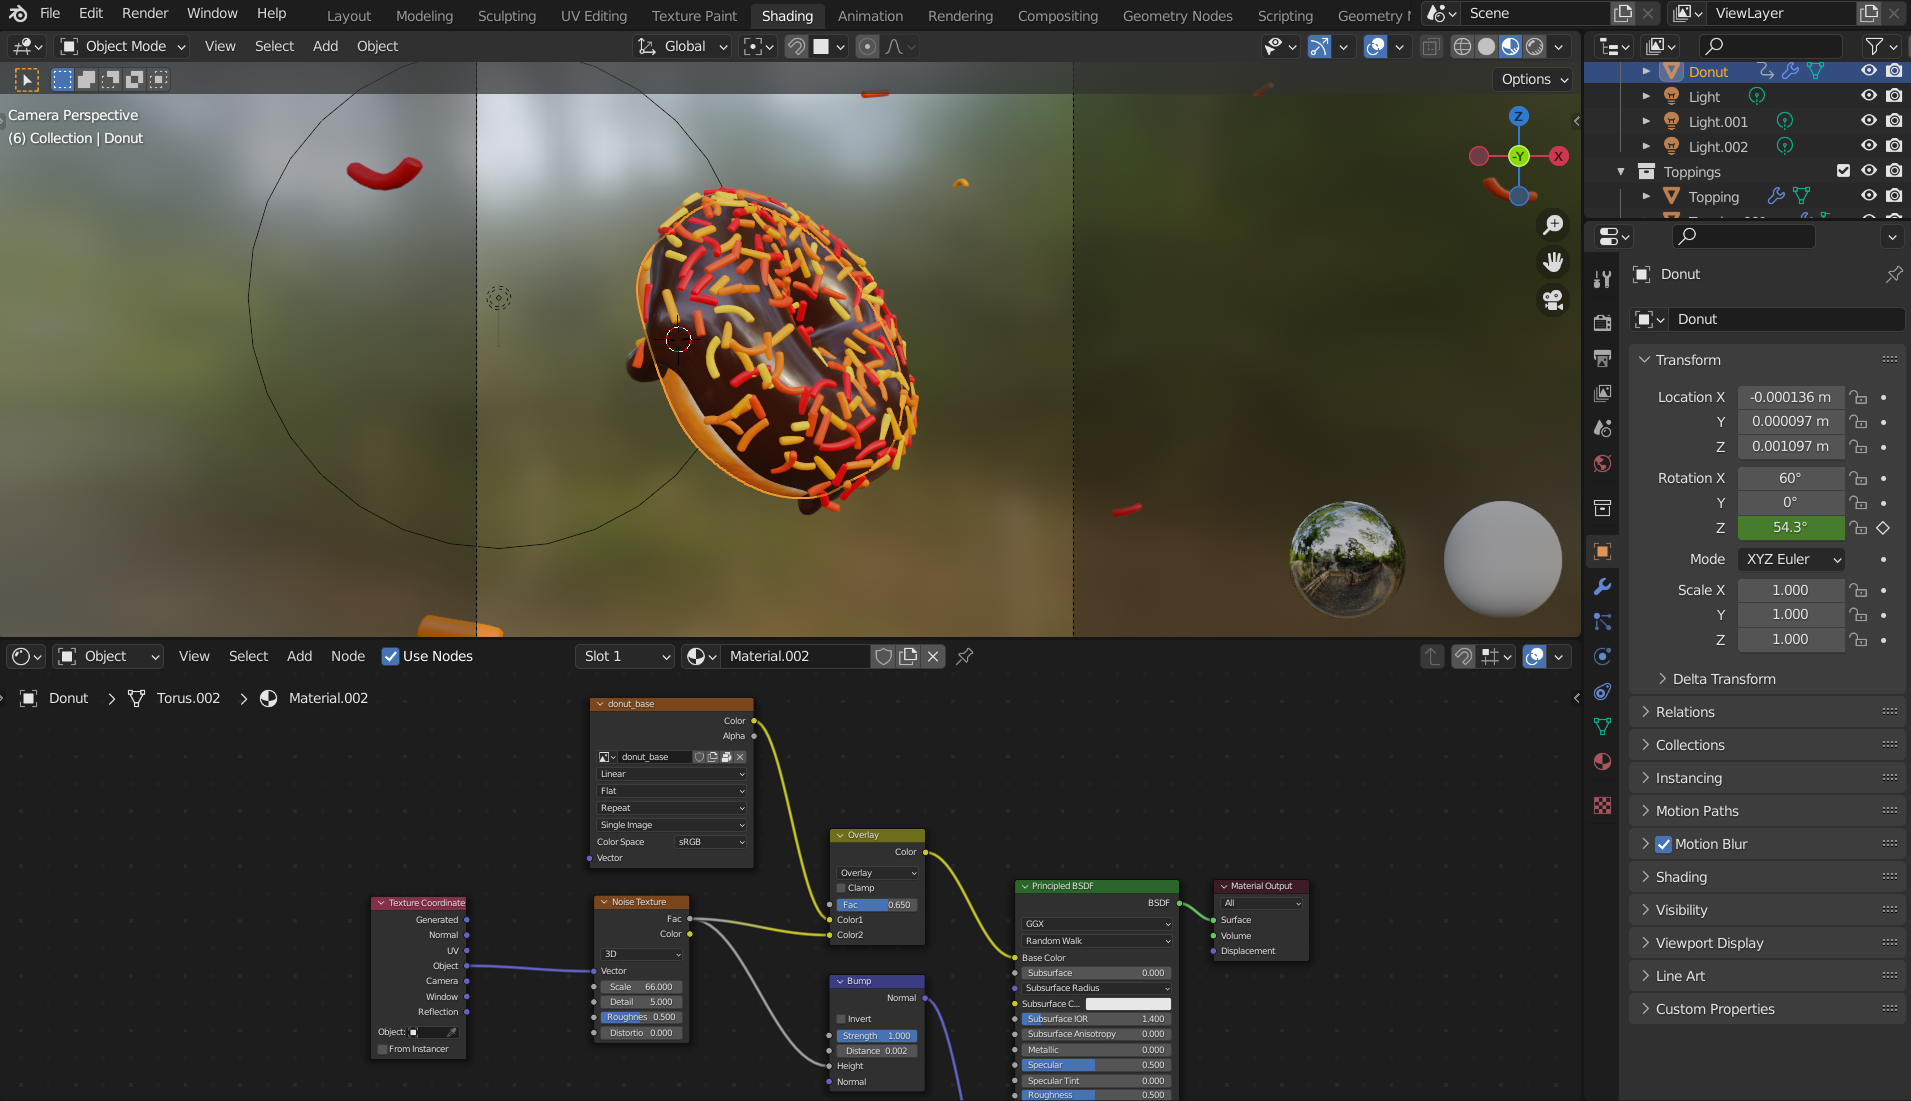 File Edit Render Window Help Layout Modeling Sculpting UV Editing Texture Paint Shading Animation Rendering Compositing Geometry Nodes Scripting Geometry N Scene ViewLayer
Object Mode View Select Add Object Global
Options
Camera Perspective
(6) Collection | Donut
Z
-Y
X
Donut
Light
Light.001
Light.002
Toppings
Topping
Donut
Donut
Transform
Location X -0.000136 m
Y 0.000097 m
Z 0.001097 m
Rotation X 60°
Y 0°
Z 54.3°
Mode XYZ Euler
Scale X 1.000
Y 1.000
Z 1.000
Delta Transform
Relations
Collections
Instancing
Motion Paths
Motion Blur
Shading
Visibility
Viewport Display
Line Art
Custom Properties
Object View Select Add Node Use Nodes Slot 1 Material.002
Donut > Torus.002 > Material.002
donut_base
Color
Alpha
donut_base
Linear
Flat
Repeat
Single Image
Color Space sRGB
Vector
Texture Coordinate
Generated
Normal
UV
Object
Camera
Window
Reflection
Object:
From Instancer
Noise Texture
Fac
Color
3D
Vector
Scale 66.000
Detail 5.000
Roughnes 0.500
Distortio 0.000
Overlay
Color
Overlay
Clamp
Fac 0.650
Color1
Color2
Bump
Normal
Invert
Strength 1.000
Distance 0.002
Height
Normal
Principled BSDF
BSDF
GGX
Random Walk
Base Color
Subsurface 0.000
Subsurface Radius
Subsurface C...
Subsurface IOR 1.400
Subsurface Anisotropy 0.000
Metallic 0.000
Specular 0.500
Specular Tint 0.000
Roughness 0.500
Material Output
All
Surface
Volume
Displacement